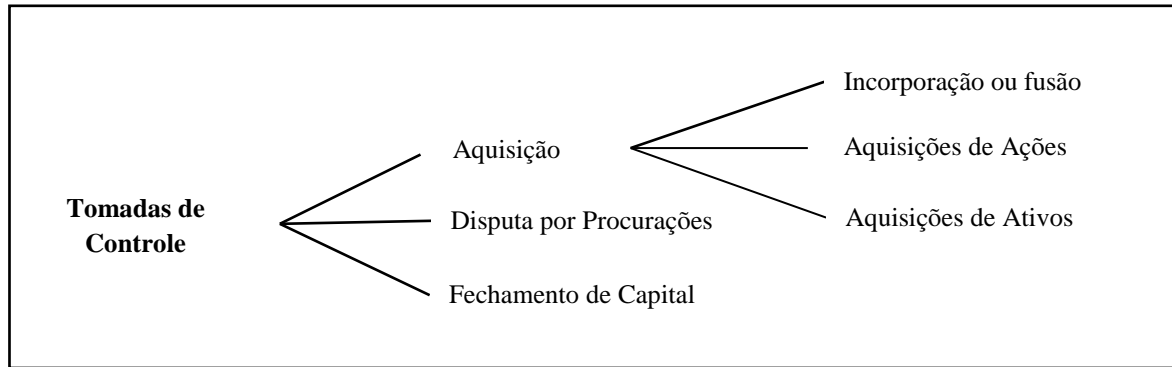 Tomadas de
Controle
Aquisição
Disputa por Procurações
Fechamento de Capital
Incorporação ou fusão
Aquisições de Ações
Aquisições de Ativos